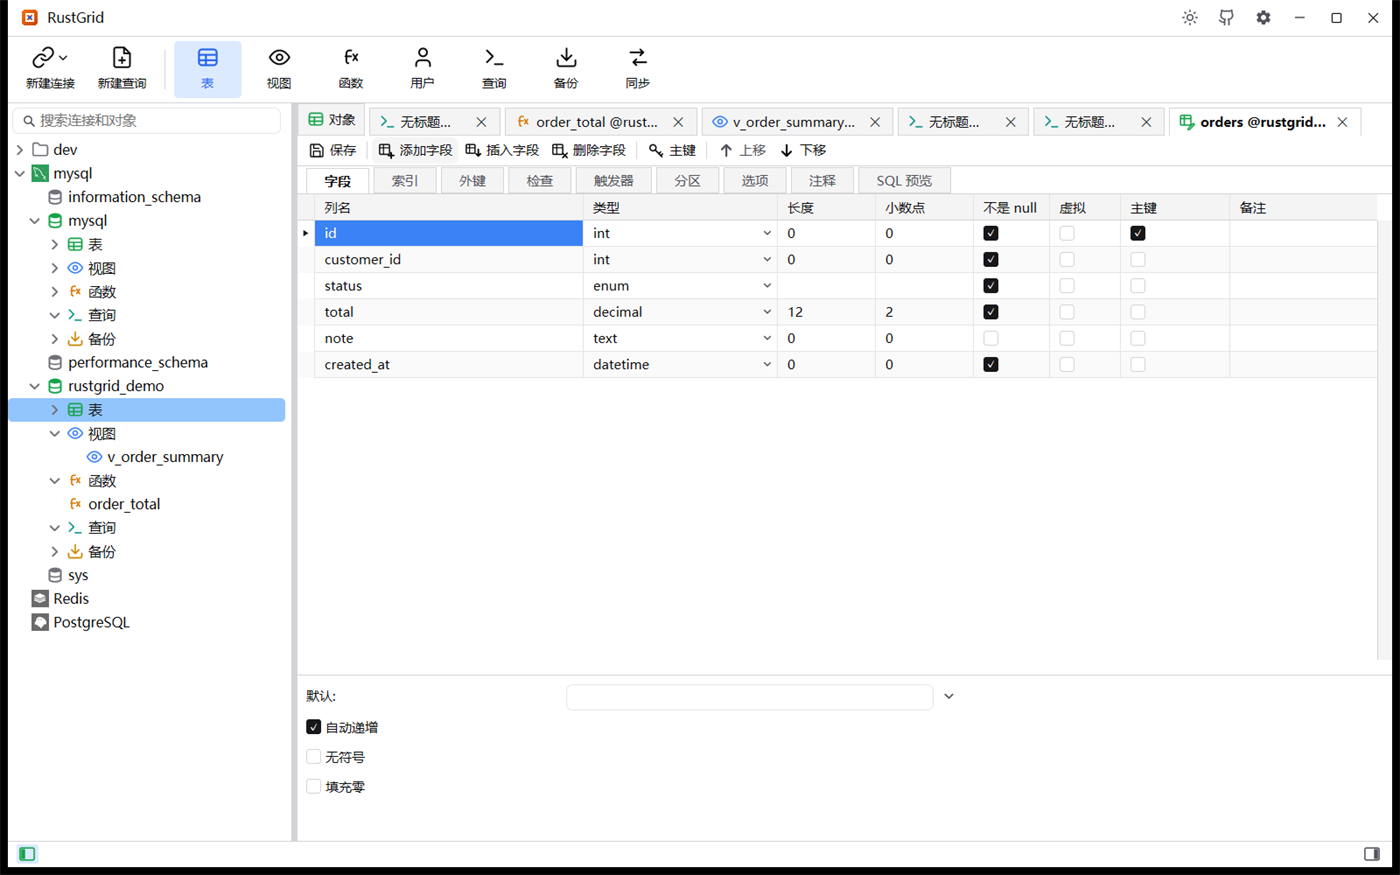 RustGrid
新建连接 新建查询 表 视图 函数 用户 查询 备份 同步
搜索连接和对象
dev
mysql
information_schema
mysql
表
视图
函数
查询
备份
performance_schema
rustgrid_demo
表
视图
v_order_summary
函数
order_total
查询
备份
sys
Redis
PostgreSQL
对象 无标题... order_total @rust... v_order_summary... 无标题... 无标题... orders @rustgrid...
保存 添加字段 插入字段 删除字段 主键 上移 下移
字段 索引 外键 检查 触发器 分区 选项 注释 SQL 预览
列名 类型 长度 小数点 不是 null 虚拟 主键 备注
id int 0 0
customer_id int 0 0
status enum
total decimal 12 2
note text 0 0
created_at datetime 0 0
默认:
自动递增
无符号
填充零